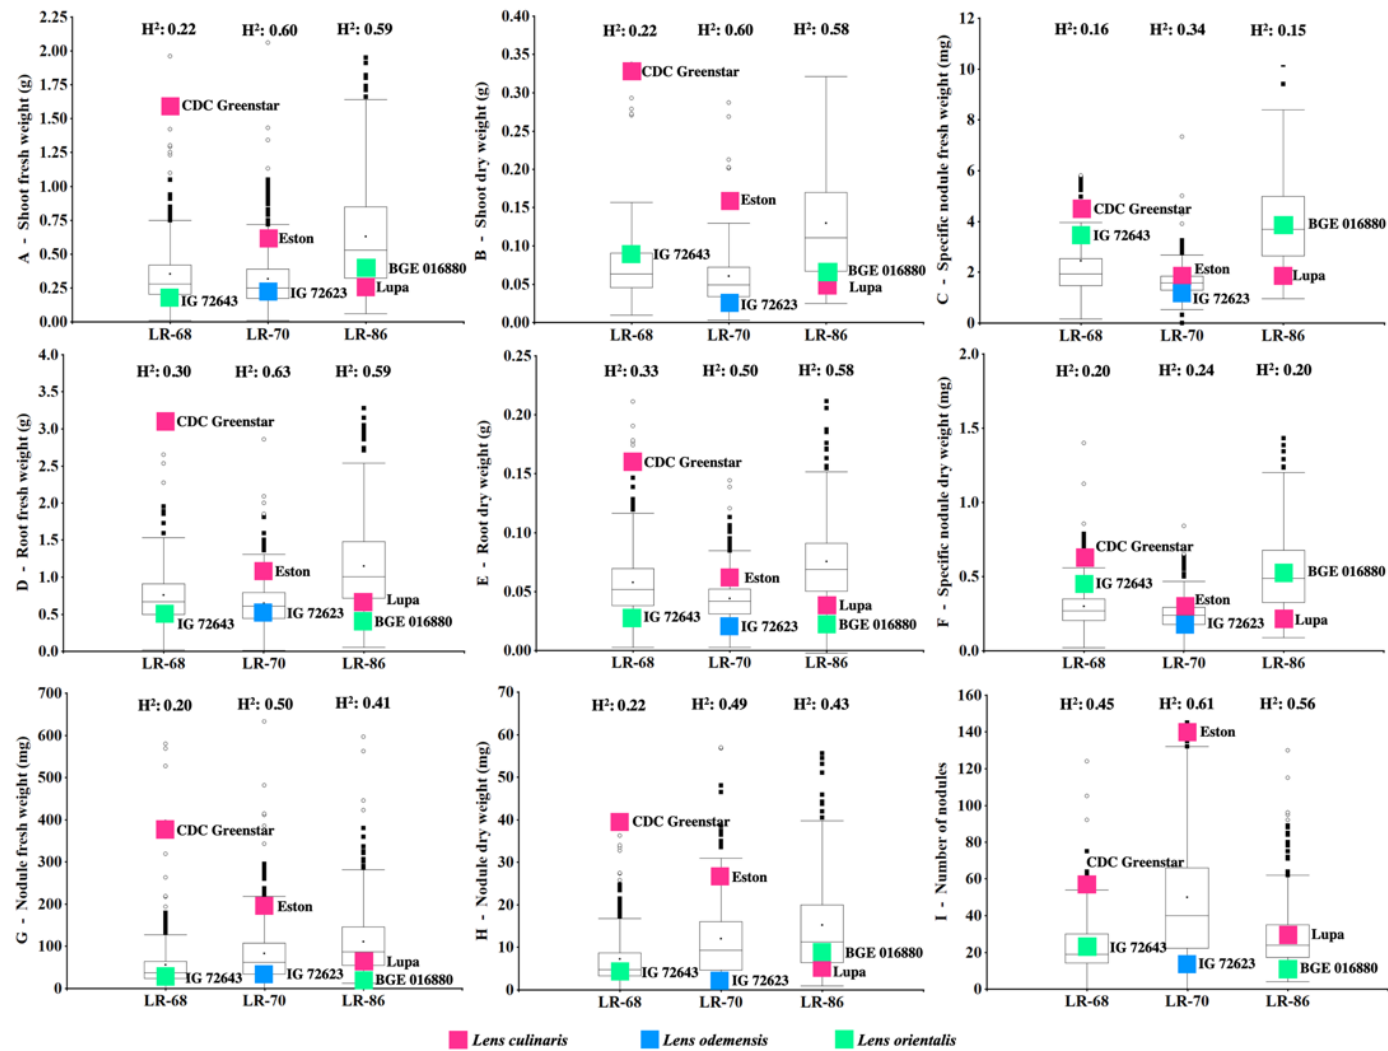 H²: 0.22 H²: 0.60 H²: 0.59
A - Shoot fresh weight (g)
2.25
2.00
1.75
1.50
1.25
1.00
0.75
0.50
0.25
0.00
CDC Greenstar
IG 72643
Eston
IG 72623
BGE 016880
Lupa
LR-68 LR-70 LR-86
H²: 0.22 H²: 0.60 H²: 0.58
B - Shoot dry weight (g)
0.40
0.35
0.30
0.25
0.20
0.15
0.10
0.05
0.00
CDC Greenstar
IG 72643
Eston
IG 72623
BGE 016880
Lupa
LR-68 LR-70 LR-86
H²: 0.16 H²: 0.34 H²: 0.15
C - Specific nodule fresh weight (mg)
12
10
8
6
4
2
0
CDC Greenstar
IG 72643
Eston
IG 72623
BGE 016880
Lupa
LR-68 LR-70 LR-86
H²: 0.30 H²: 0.63 H²: 0.59
D - Root fresh weight (g)
4.0
3.5
3.0
2.5
2.0
1.5
1.0
0.5
0.0
CDC Greenstar
IG 72643
Eston
IG 72623
Lupa
BGE 016880
LR-68 LR-70 LR-86
H²: 0.33 H²: 0.50 H²: 0.58
E - Root dry weight (g)
0.25
0.20
0.15
0.10
0.05
0.00
CDC Greenstar
IG 72643
Eston
IG 72623
Lupa
BGE 016880
LR-68 LR-70 LR-86
H²: 0.20 H²: 0.24 H²: 0.20
F - Specific nodule dry weight (mg)
2.0
1.5
1.0
0.5
0.0
CDC Greenstar
IG 72643
Eston
IG 72623
BGE 016880
Lupa
LR-68 LR-70 LR-86
H²: 0.20 H²: 0.50 H²: 0.41
G - Nodule fresh weight (mg)
700
600
500
400
300
200
100
0
CDC Greenstar
IG 72643
Eston
IG 72623
Lupa
BGE 016880
LR-68 LR-70 LR-86
H²: 0.22 H²: 0.49 H²: 0.43
H - Nodule dry weight (mg)
70
60
50
40
30
20
10
0
CDC Greenstar
IG 72643
Eston
IG 72623
BGE 016880
Lupa
LR-68 LR-70 LR-86
H²: 0.45 H²: 0.61 H²: 0.56
I - Number of nodules
160
140
120
100
80
60
40
20
0
CDC Greenstar
IG 72643
Eston
IG 72623
Lupa
BGE 016880
LR-68 LR-70 LR-86
Lens culinaris Lens odemensis Lens orientalis